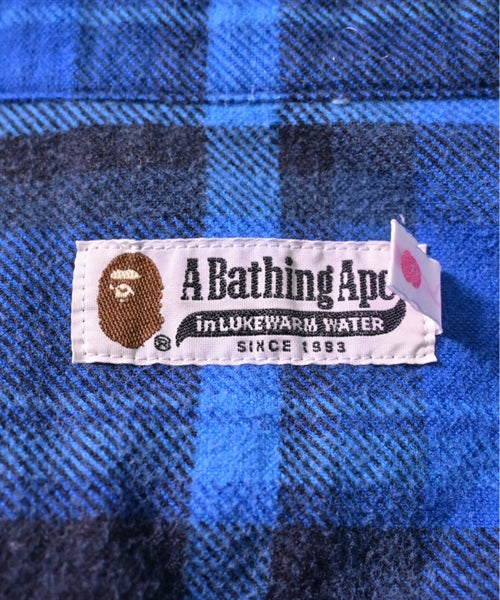 A Bathing Ape
in LUKEWARM WATER
SINCE 1993
®